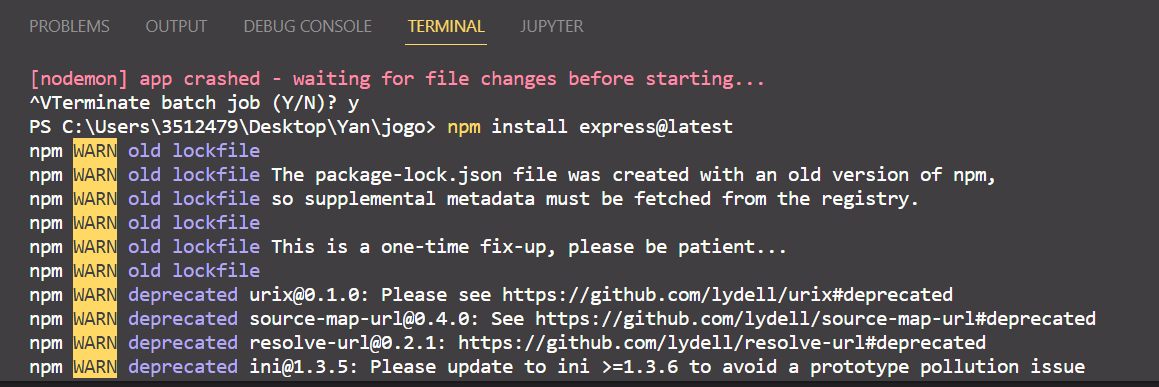 PROBLEMS OUTPUT DEBUG CONSOLE TERMINAL JUPYTER
[nodemon] app crashed - waiting for file changes before starting...
^VTerminate batch job (Y/N)? y
PS C:\Users\3512479\Desktop\Yan\jogo> npm install express@latest
npm WARN old lockfile
npm WARN old lockfile The package-lock.json file was created with an old version of npm,
npm WARN old lockfile so supplemental metadata must be fetched from the registry.
npm WARN old lockfile
npm WARN old lockfile This is a one-time fix-up, please be patient...
npm WARN old lockfile
npm WARN deprecated urix@0.1.0: Please see https://github.com/lydell/urix#deprecated
npm WARN deprecated source-map-url@0.4.0: See https://github.com/lydell/source-map-url#deprecated
npm WARN deprecated resolve-url@0.2.1: https://github.com/lydell/resolve-url#deprecated
npm WARN deprecated ini@1.3.5: Please update to ini >=1.3.6 to avoid a prototype pollution issue